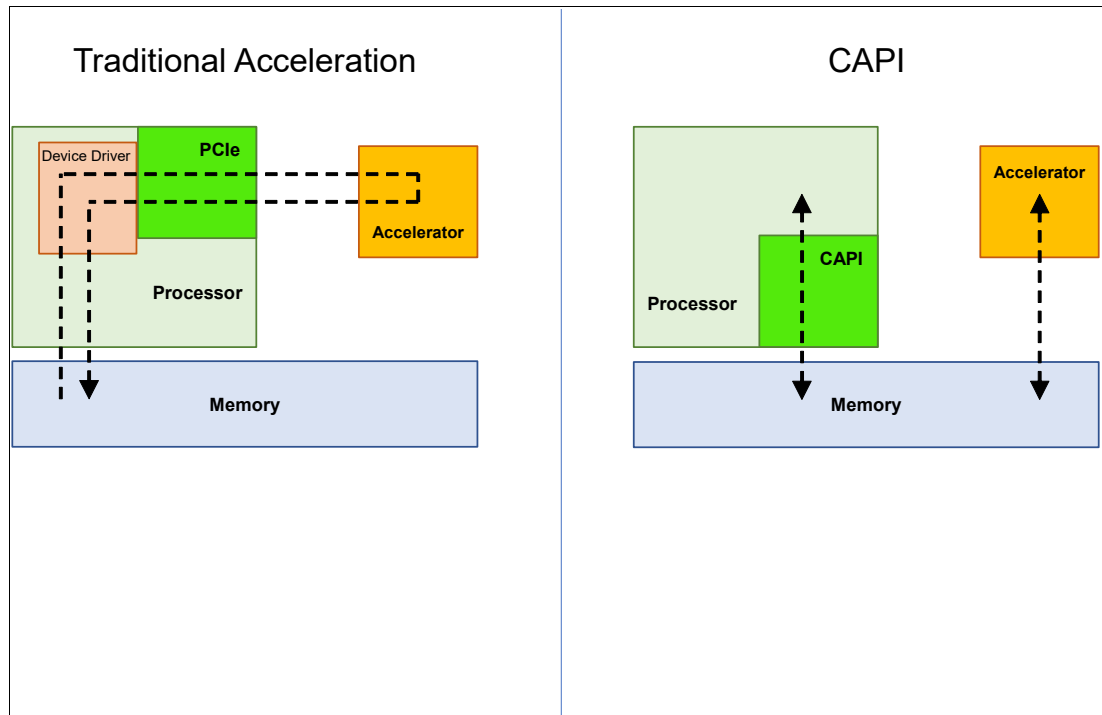 Traditional Acceleration
Device Driver
PCIe
Accelerator
Processor
Memory
CAPI
Accelerator
CAPI
Processor
Memory